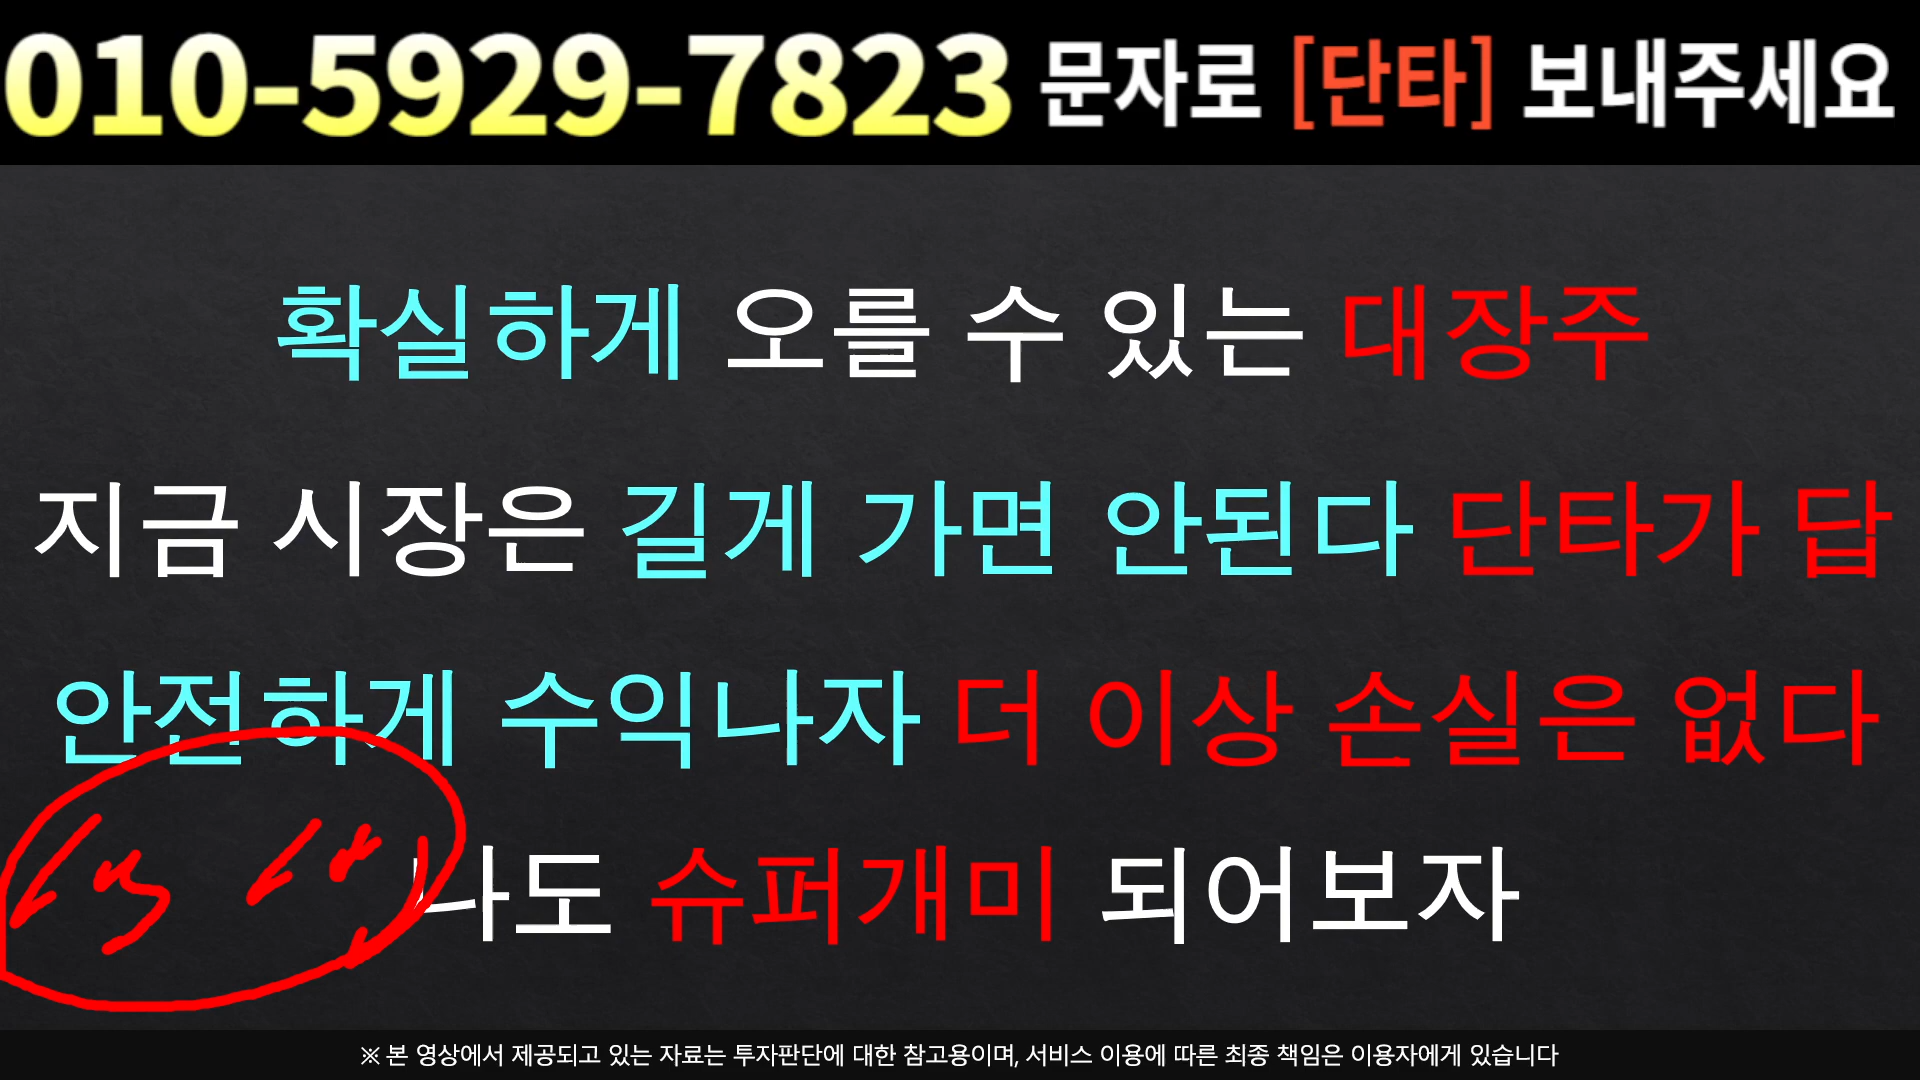 010-5929-7823 문자로 [단타] 보내주세요
확실하게 오를 수 있는 대장주
지금 시장은 길게 가면 안된다 단타가 답
안전하게 수익나자 더 이상 손실은 없다
나도 슈퍼개미 되어보자
※ 본 영상에서 제공되고 있는 자료는 투자판단에 대한 참고용이며, 서비스 이용에 따른 최종 책임은 이용자에게 있습니다